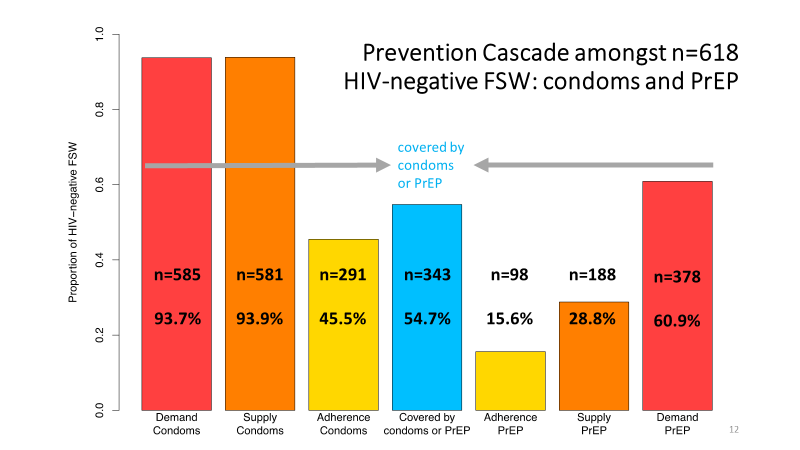 Prevention Cascade amongst n=618
HIV-negative FSW: condoms and PrEP
Proportion of HIV−negative FSW
1.0
0.8
0.6
0.4
0.2
0.0
covered by
condoms
or PrEP
n=585
93.7%
n=581
93.9%
n=291
45.5%
n=343
54.7%
n=98
15.6%
n=188
28.8%
n=378
60.9%
Demand
Condoms
Supply
Condoms
Adherence
Condoms
Covered by
condoms or PrEP
Adherence
PrEP
Supply
PrEP
Demand
PrEP
12